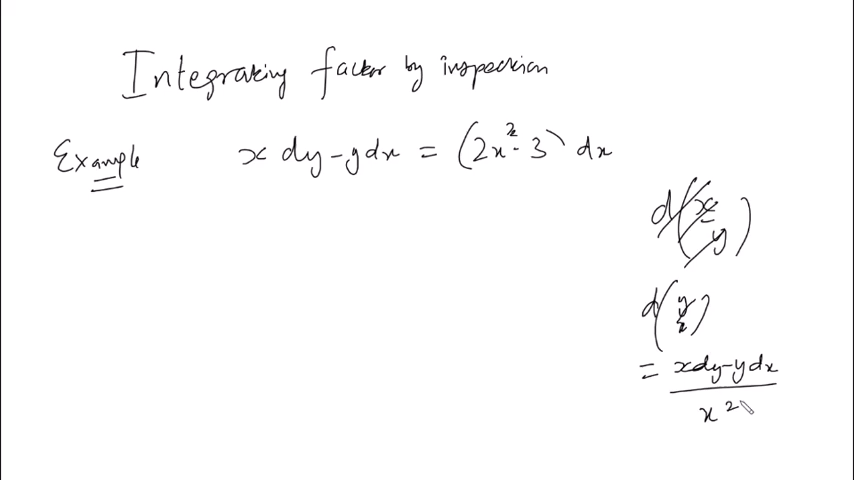 Integrating factor by inspection
Example x dy - y dx = (2x² - 3) dx
d(x/y)
d(y/x)
= x dy - y dx / x²